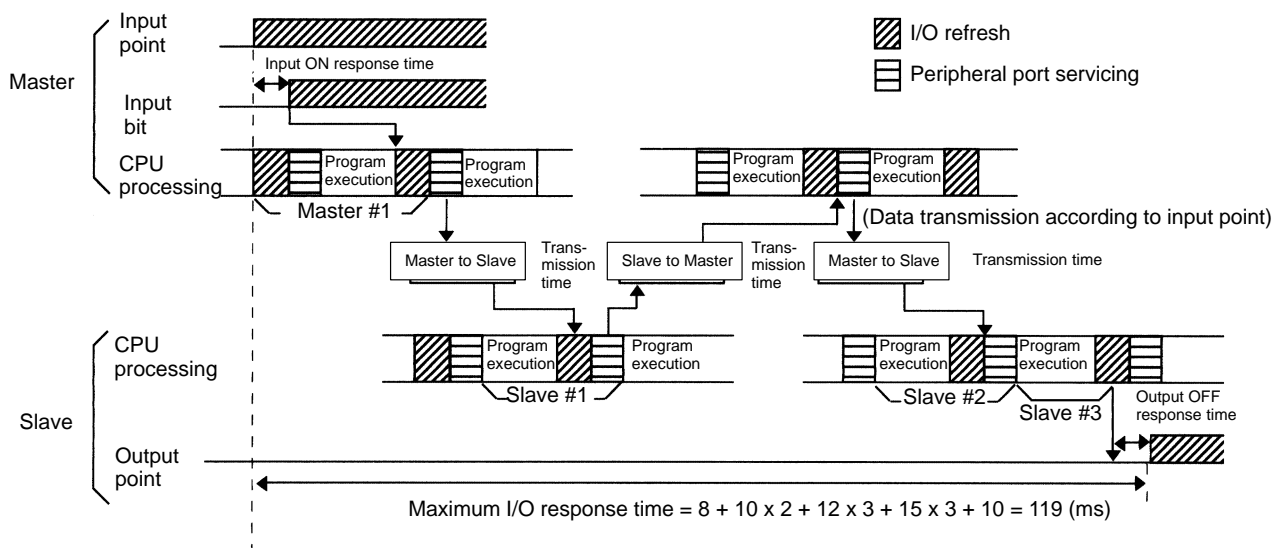 Master
Input
point
Input ON response time
Input
bit
CPU
processing
Program
execution
Program
execution
Master #1
I/O refresh
Peripheral port servicing
Program
execution
Program
execution
(Data transmission according to input point)
Master to Slave
Trans-
mission
time
Slave to Master
Trans-
mission
time
Master to Slave
Transmission time
Slave
CPU
processing
Program
execution
Program
execution
Slave #1
Program
execution
Program
execution
Slave #2
Slave #3
Output OFF
response time
Output
point
Maximum I/O response time = 8 + 10 x 2 + 12 x 3 + 15 x 3 + 10 = 119 (ms)